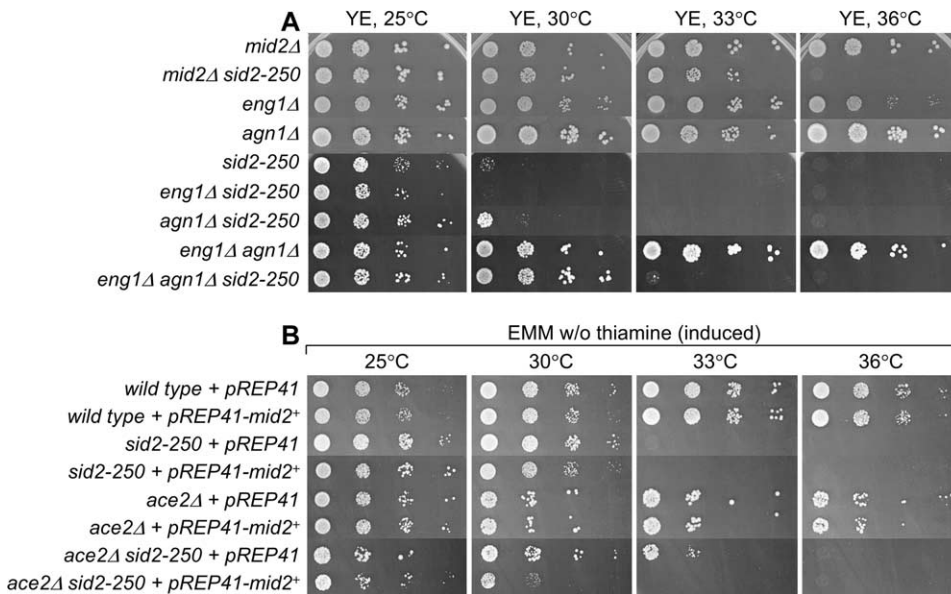 A
YE, 25°C YE, 30°C YE, 33°C YE, 36°C
mid2Δ
mid2Δ sid2-250
eng1Δ
agn1Δ
sid2-250
eng1Δ sid2-250
agn1Δ sid2-250
eng1Δ agn1Δ
eng1Δ agn1Δ sid2-250
B
EMM w/o thiamine (induced)
25°C 30°C 33°C 36°C
wild type + pREP41
wild type + pREP41-mid2⁺
sid2-250 + pREP41
sid2-250 + pREP41-mid2⁺
ace2Δ + pREP41
ace2Δ + pREP41-mid2⁺
ace2Δ sid2-250 + pREP41
ace2Δ sid2-250 + pREP41-mid2⁺